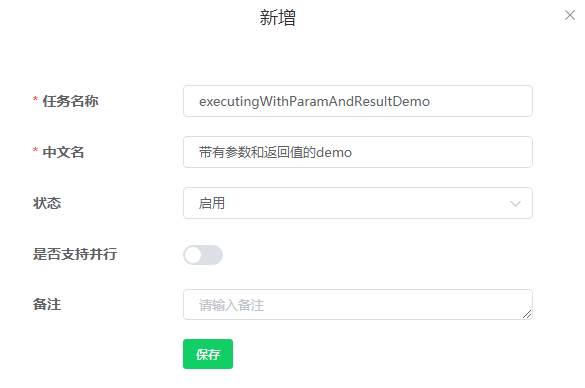 新增
* 任务名称
executingWithParamAndResultDemo
* 中文名
带有参数和返回值的demo
状态
启用
是否支持并行
备注
请输入备注
保存